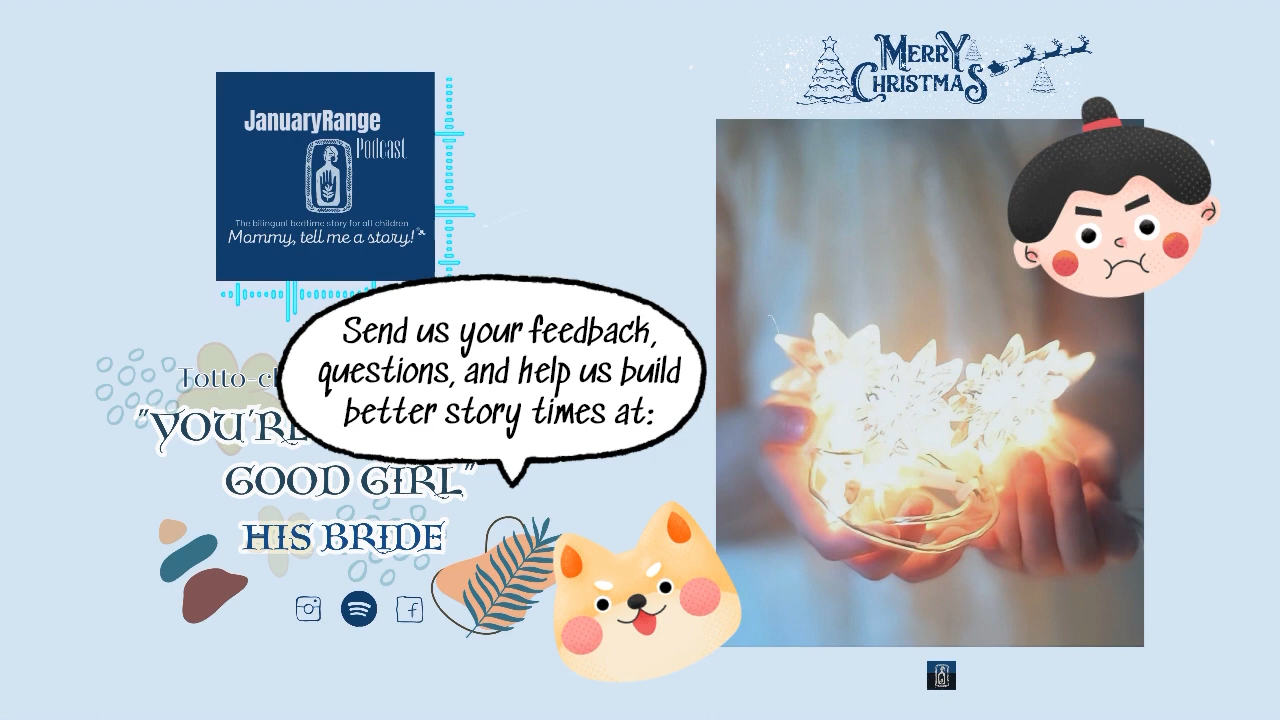 MERRY
CHRISTMAS
JanuaryRange
Podcast
The bilingual bedtime story for all children
Mommy, tell me a story!
Send us your feedback,
questions, and help us build
better story times at:
Totto-c
"YOU'RE
GOOD GIRL"
HIS BRIDE